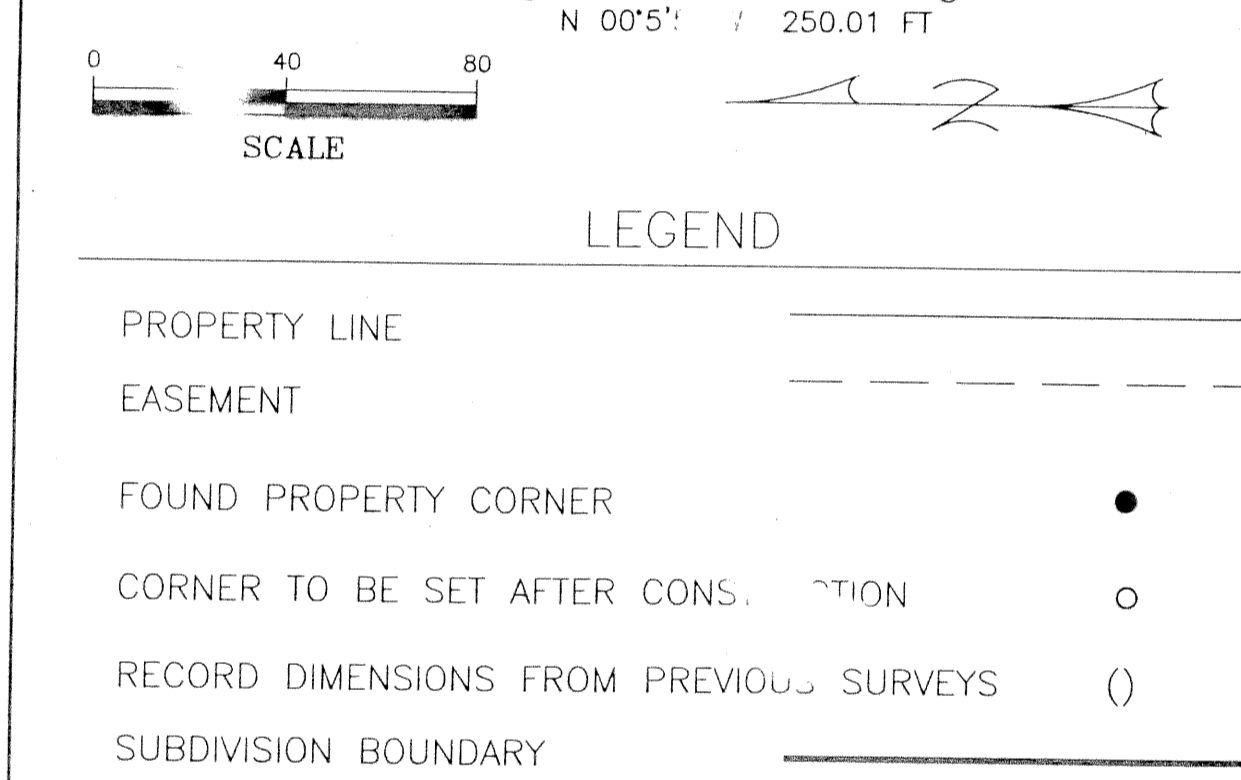 N 250.01 FT
0 40 80
SCALE
LEGEND
PROPERTY LINE
EASEMENT
FOUND PROPERTY CORNER
CORNER TO BE SET AFTER
RECORD DIMENSIONS FROM PREVIOUS SURVEYS ()
SUBDIVISION BOUNDARY